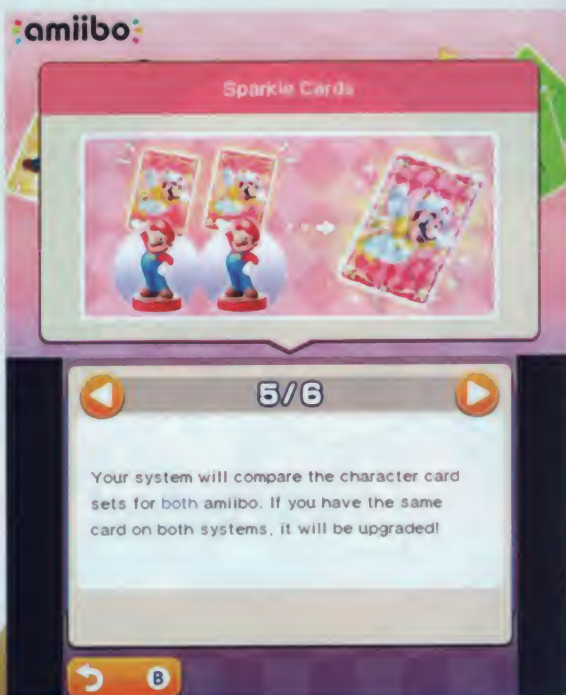 amiibo
Sparkle Cards
5/6
Your system will compare the character card
sets for both amiibo. If you have the same
card on both systems, it will be upgraded!
B